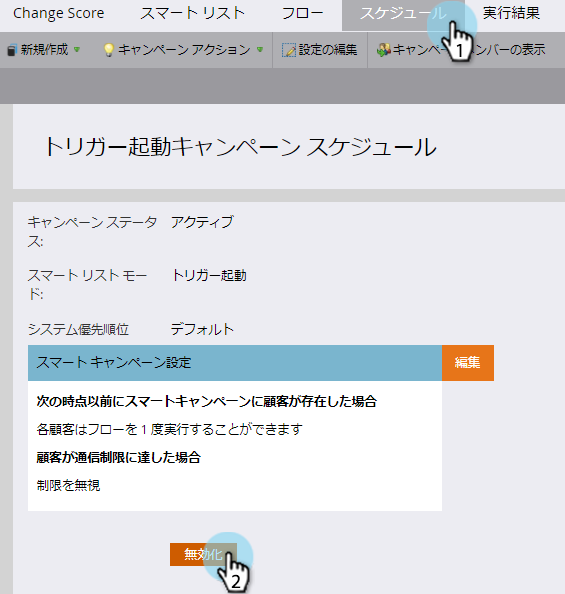 Change Score スマート リスト フロー スケジュール 実行結果
1
新規作成 キャンペーン アクション 設定の編集 キャンペーンメンバーの表示
トリガー起動キャンペーン スケジュール
キャンペーン ステータ アクティブ
ス:
スマート リスト モー トリガー起動
ド:
システム優先順位 デフォルト
スマート キャンペーン設定 編集
次の時点以前にスマートキャンペーンに顧客が存在した場合
各顧客はフローを 1 度実行することができます
顧客が通信制限に達した場合
制限を無視
無効化
2